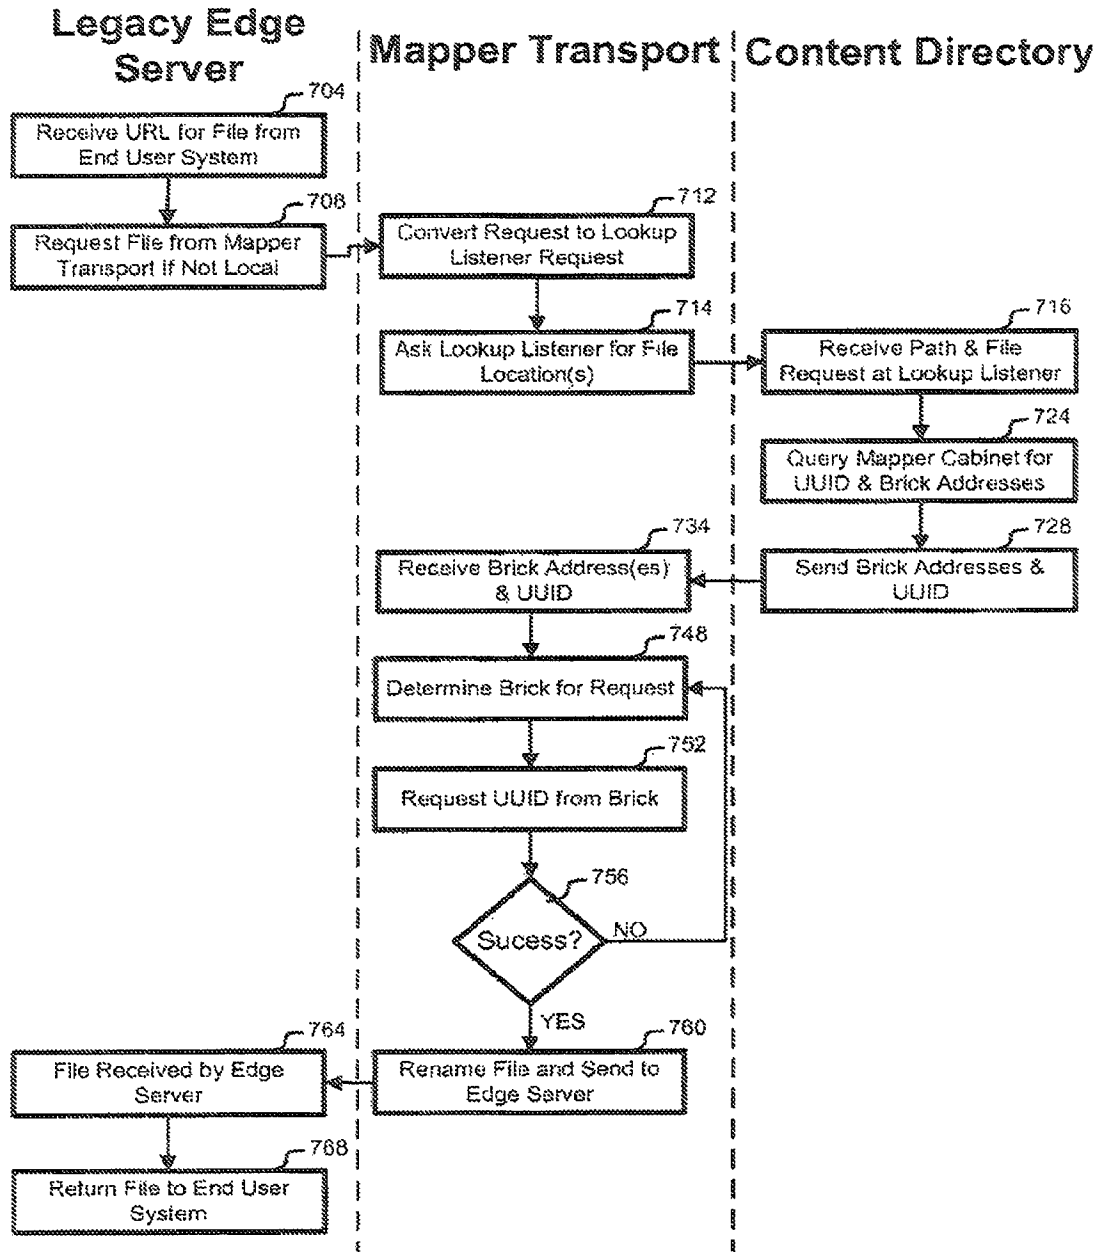 Legacy Edge
Server
Mapper Transport
Content Directory
704
Receive URL for File from
End User System
708
Request File from Mapper
Transport if Not Local
712
Convert Request to Lookup
Listener Request
714
Ask Lookup Listener for File
Location(s)
716
Receive Path & File
Request at Lookup Listener
724
Query Mapper Cabinet for
UUID & Brick Addresses
728
Send Brick Addresses &
UUID
734
Receive Brick Address(es)
& UUID
748
Determine Brick for Request
752
Request UUID from Brick
756
Sucess?
NO
YES
760
Rename File and Send to
Edge Server
764
File Received by Edge
Server
768
Return File to End User
System